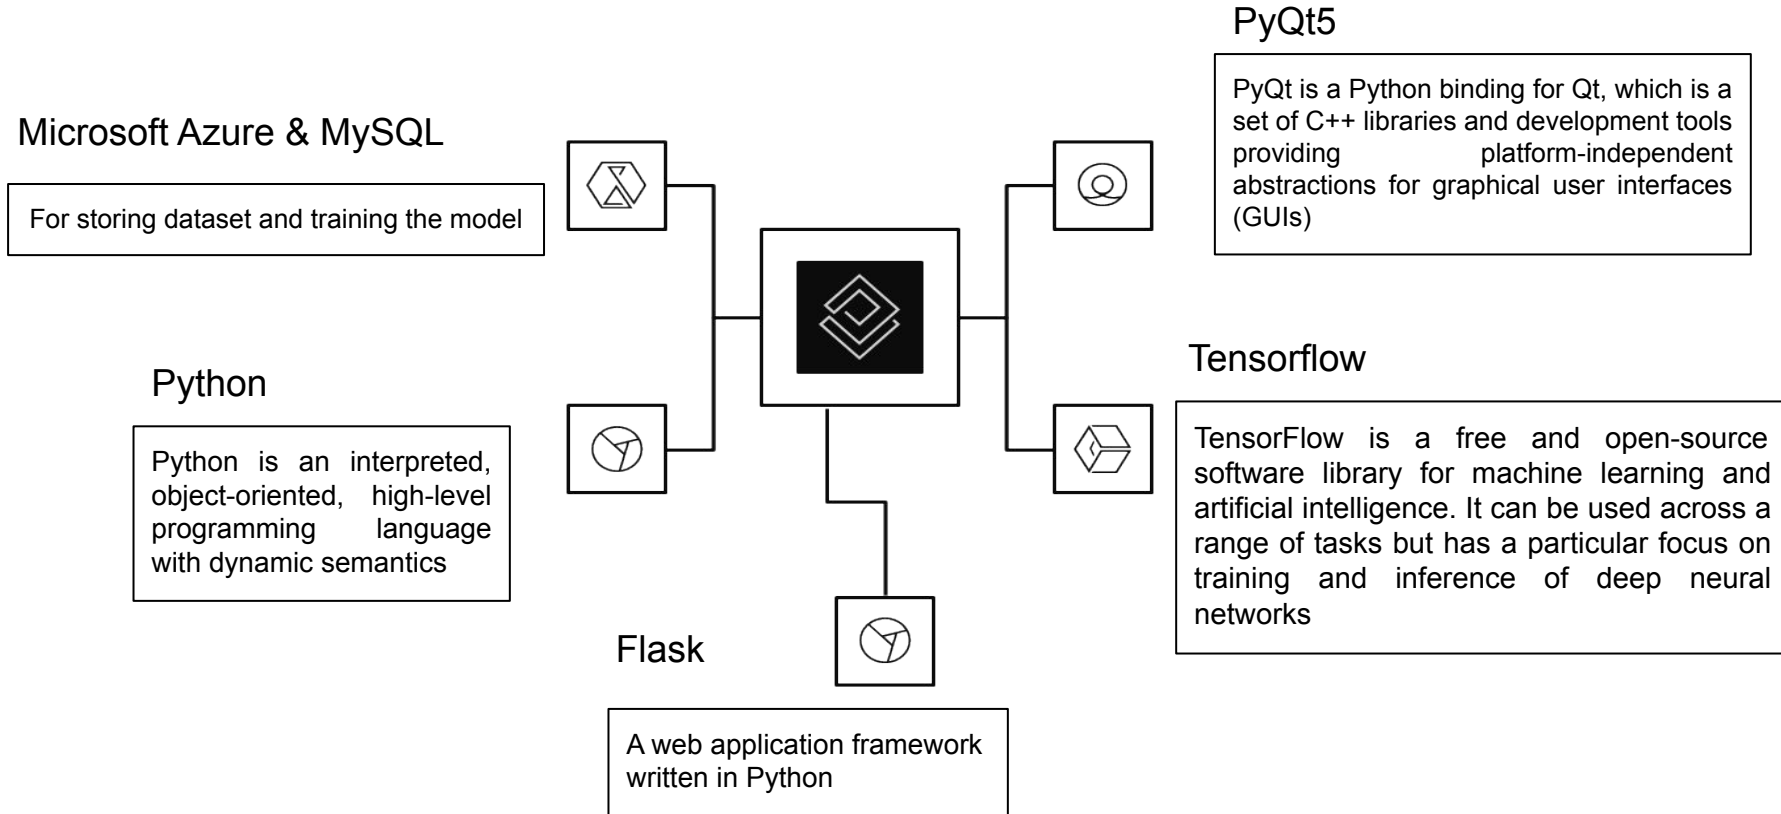 PyQt5
PyQt is a Python binding for Qt, which is a
set of C++ libraries and development tools
providing platform-independent
abstractions for graphical user interfaces
(GUIs)
Microsoft Azure & MySQL
For storing dataset and training the model
Tensorflow
TensorFlow is a free and open-source
software library for machine learning and
artificial intelligence. It can be used across a
range of tasks but has a particular focus on
training and inference of deep neural
networks
Python
Python is an interpreted,
object-oriented, high-level
programming language
with dynamic semantics
Flask
A web application framework
written in Python